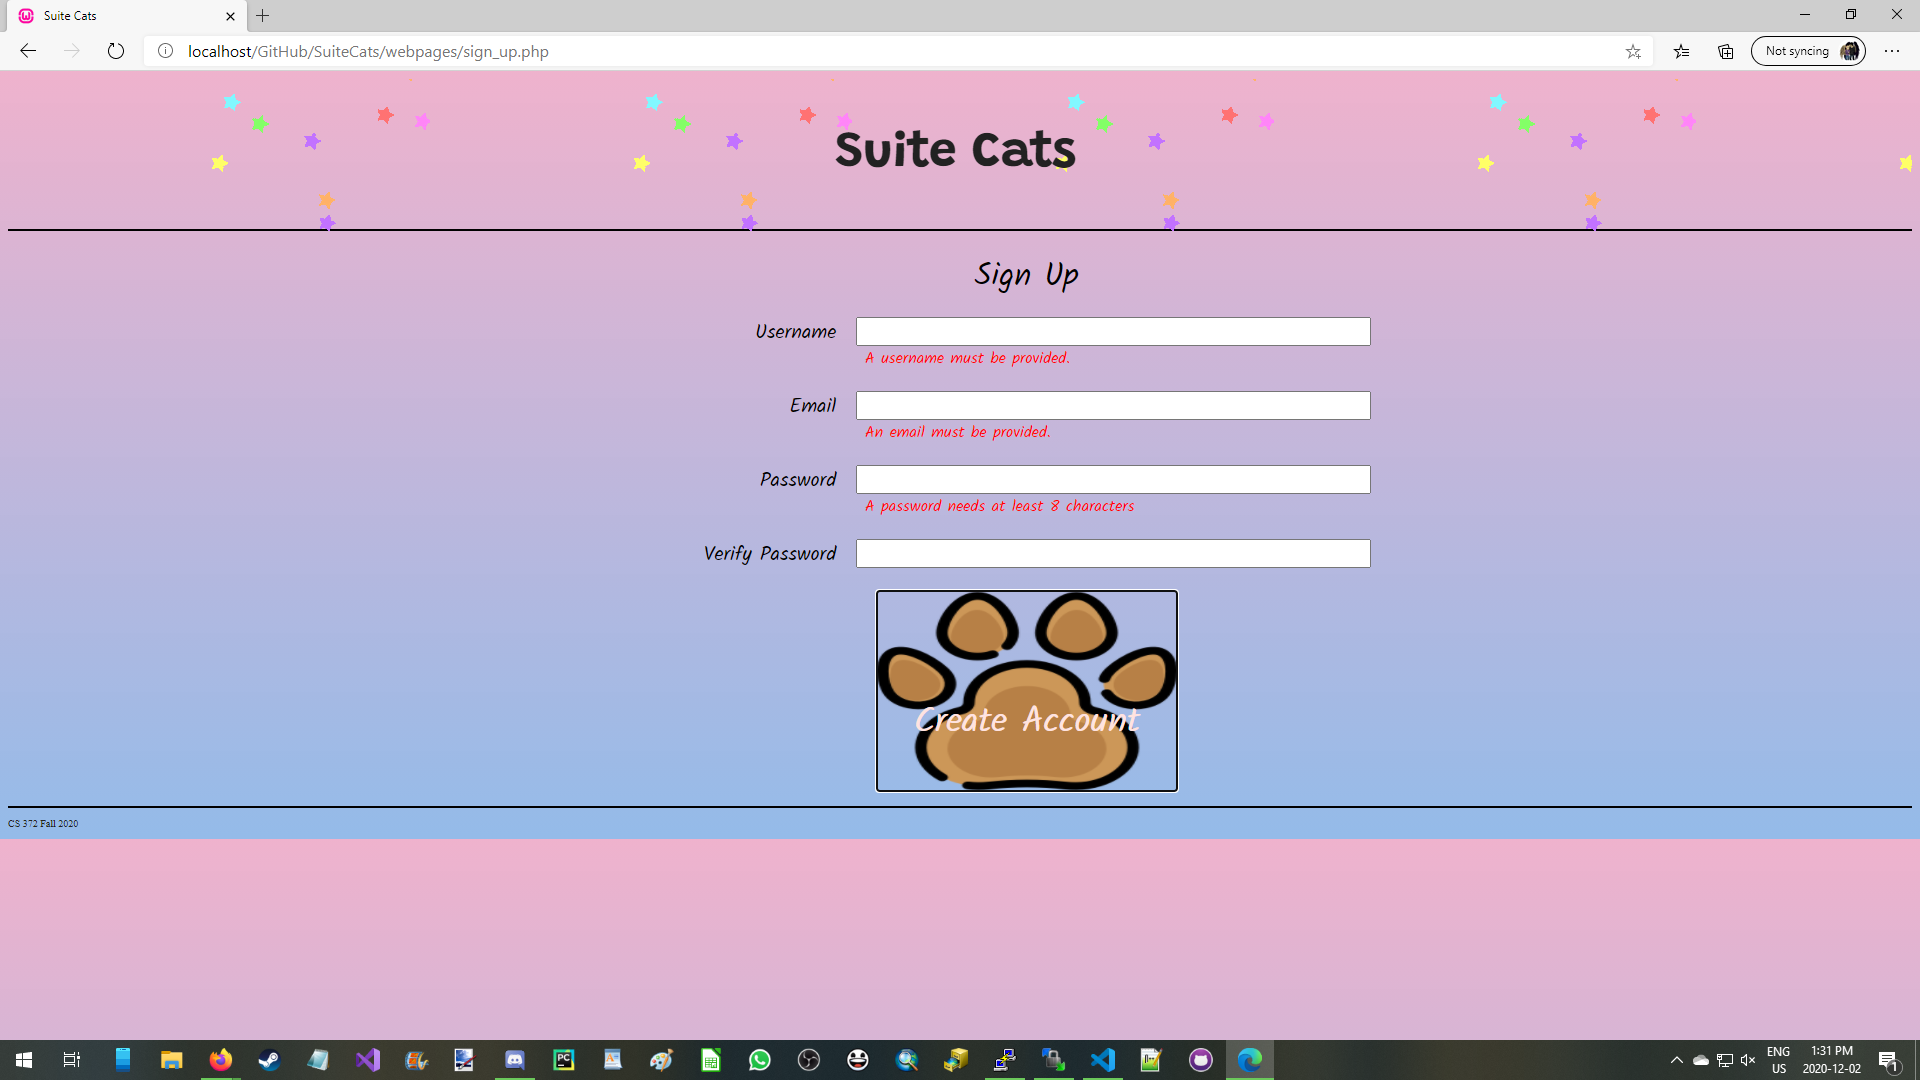 Suite Cats
localhost/GitHub/SuiteCats/webpages/sign_up.php
Not syncing
Suite Cats
Sign Up
Username
A username must be provided.
Email
An email must be provided.
Password
A password needs at least 8 characters
Verify Password
Create Account
CS 372 Fall 2020
PC
ENG
US
1:31 PM
2020-12-02
1